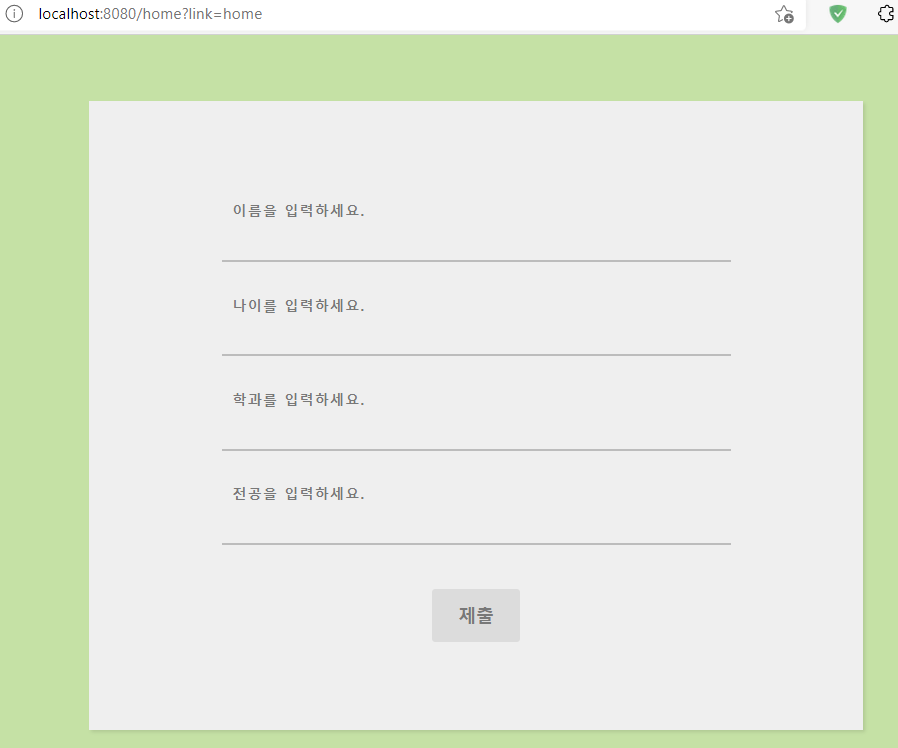 localhost:8080/home?link=home
이름을 입력하세요.
나이를 입력하세요.
학과를 입력하세요.
전공을 입력하세요.
제출